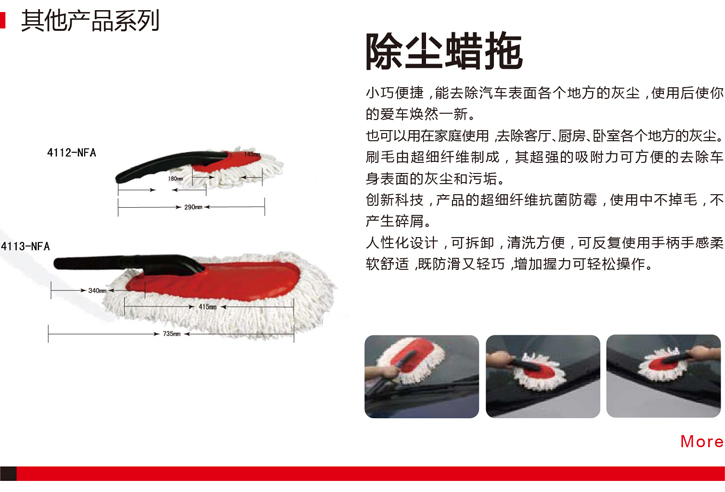 其他产品系列
除尘蜡拖
小巧便捷,能去除汽车表面各个地方的灰尘,使用后使你
的爱车焕然一新。
也可以用在家庭使用,去除客厅、厨房、卧室各个地方的灰尘。
刷毛由超细纤维制成，其超强的吸附力可方便的去除车
身表面的灰尘和污垢。
创新科技，产品的超细纤维抗菌防霉，使用中不掉毛，不
产生碎屑。
人性化设计，可拆卸，清洗方便，可反复使用手柄手感柔
软舒适,既防滑又轻巧,增加握力可轻松操作。
4112-NFA
145mm
180mm
290mm
4113-NFA
340mm
415mm
735mm
More